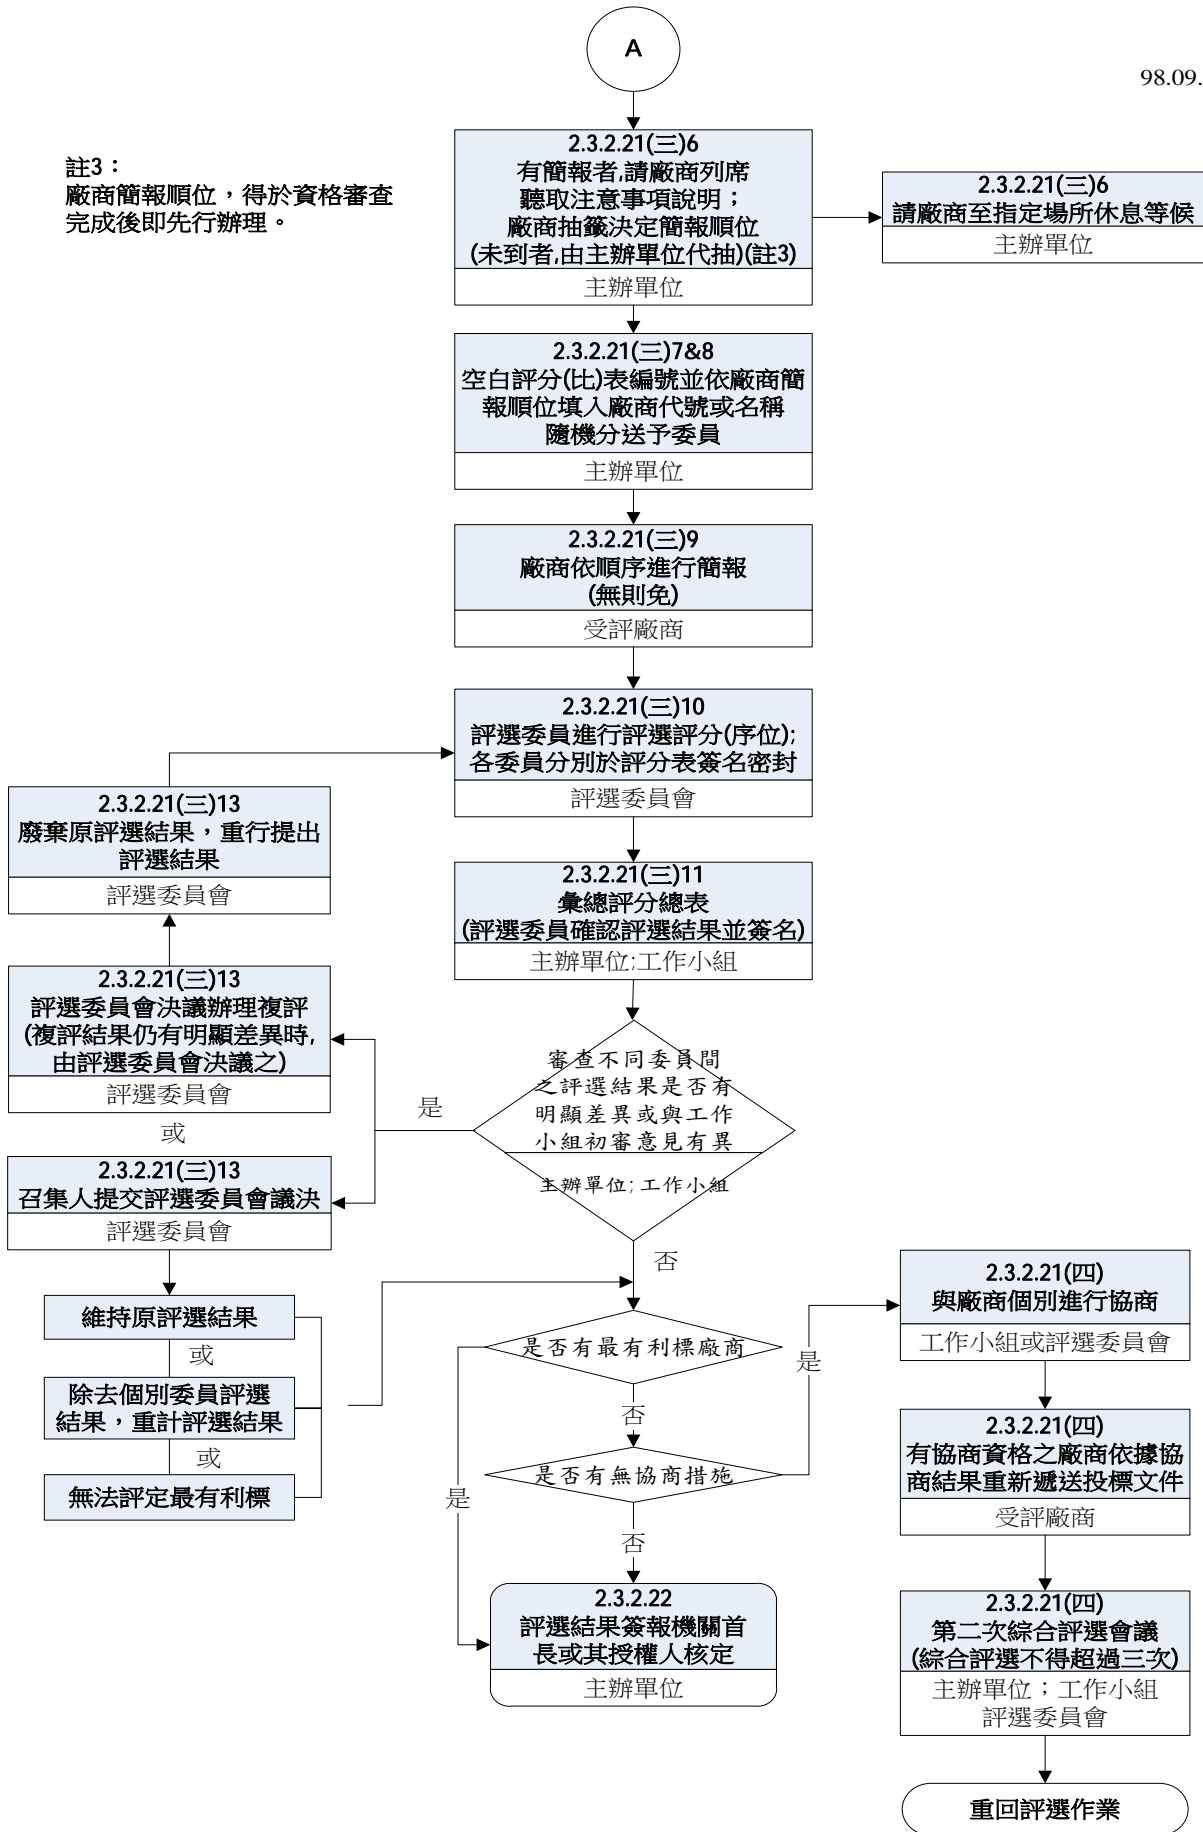 A
98.09.
註3：
廠商簡報順位，得於資格審查
完成後即先行辦理。
2.3.2.21(三)6
有簡報者,請廠商列席
聽取注意事項說明；
廠商抽籤決定簡報順位
(未到者,由主辦單位代抽)(註3)
主辦單位
2.3.2.21(三)6
請廠商至指定場所休息等候
主辦單位
2.3.2.21(三)7&8
空白評分(比)表編號並依廠商簡
報順位填入廠商代號或名稱
隨機分送予委員
主辦單位
2.3.2.21(三)9
廠商依順序進行簡報
(無則免)
受評廠商
2.3.2.21(三)10
評選委員進行評選評分(序位);
各委員分別於評分表簽名密封
評選委員會
2.3.2.21(三)13
廢棄原評選結果，重行提出
評選結果
評選委員會
2.3.2.21(三)11
彙總評分總表
(評選委員確認評選結果並簽名)
主辦單位;工作小組
2.3.2.21(三)13
評選委員會決議辦理複評
(複評結果仍有明顯差異時,
由評選委員會決議之)
評選委員會
或
是
審查不同委員間
之評選結果是否有
明顯差異或與工作
小組初審意見有異
主辦單位;工作小組
2.3.2.21(三)13
召集人提交評選委員會議決
評選委員會
否
維持原評選結果
或
除去個別委員評選
結果，重計評選結果
或
無法評定最有利標
是否有最有利標廠商
是
否
是否有無協商措施
是
否
2.3.2.22
評選結果簽報機關首
長或其授權人核定
主辦單位
2.3.2.21(四)
與廠商個別進行協商
工作小組或評選委員會
2.3.2.21(四)
有協商資格之廠商依據協
商結果重新遞送投標文件
受評廠商
2.3.2.21(四)
第二次綜合評選會議
(綜合評選不得超過三次)
主辦單位；工作小組
評選委員會
重回評選作業